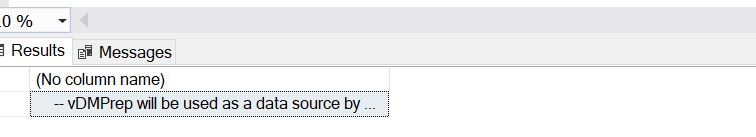 .0 %
Results Messages
(No column name)
-- vDMPrep will be used as a data source by ...